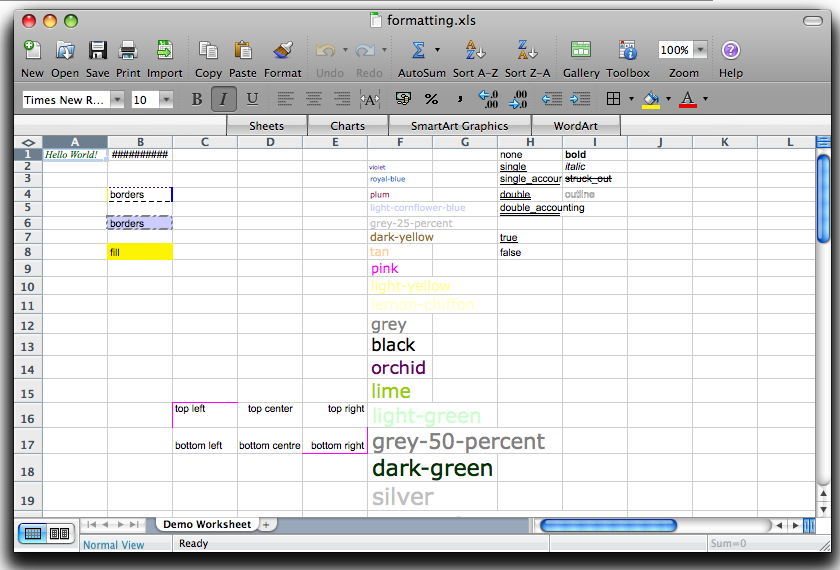 formatting.xls
New Open Save Print Import Copy Paste Format Undo Redo AutoSum Sort A–Z Sort Z–A Gallery Toolbox 100% Zoom Help
Times New R... 10 B I U A % , .0 .00 .00 .0 A
Sheets Charts SmartArt Graphics WordArt
A B C D E F G H I J K L
1 Hello World! ########## none bold
2 violet single italic
3 royal-blue single_accour struck_out
4 borders plum double outline
5 light-cornflower-blue double_accounting
6 borders grey-25-percent
7 dark-yellow true
8 fill tan false
9 pink
10 light-yellow
11 lemon-chiffon
12 grey
13 black
14 orchid
15 lime
16 top left top center top right light-green
17 bottom left bottom centre bottom right grey-50-percent
18 dark-green
19 silver
Demo Worksheet +
Normal View Ready Sum=0